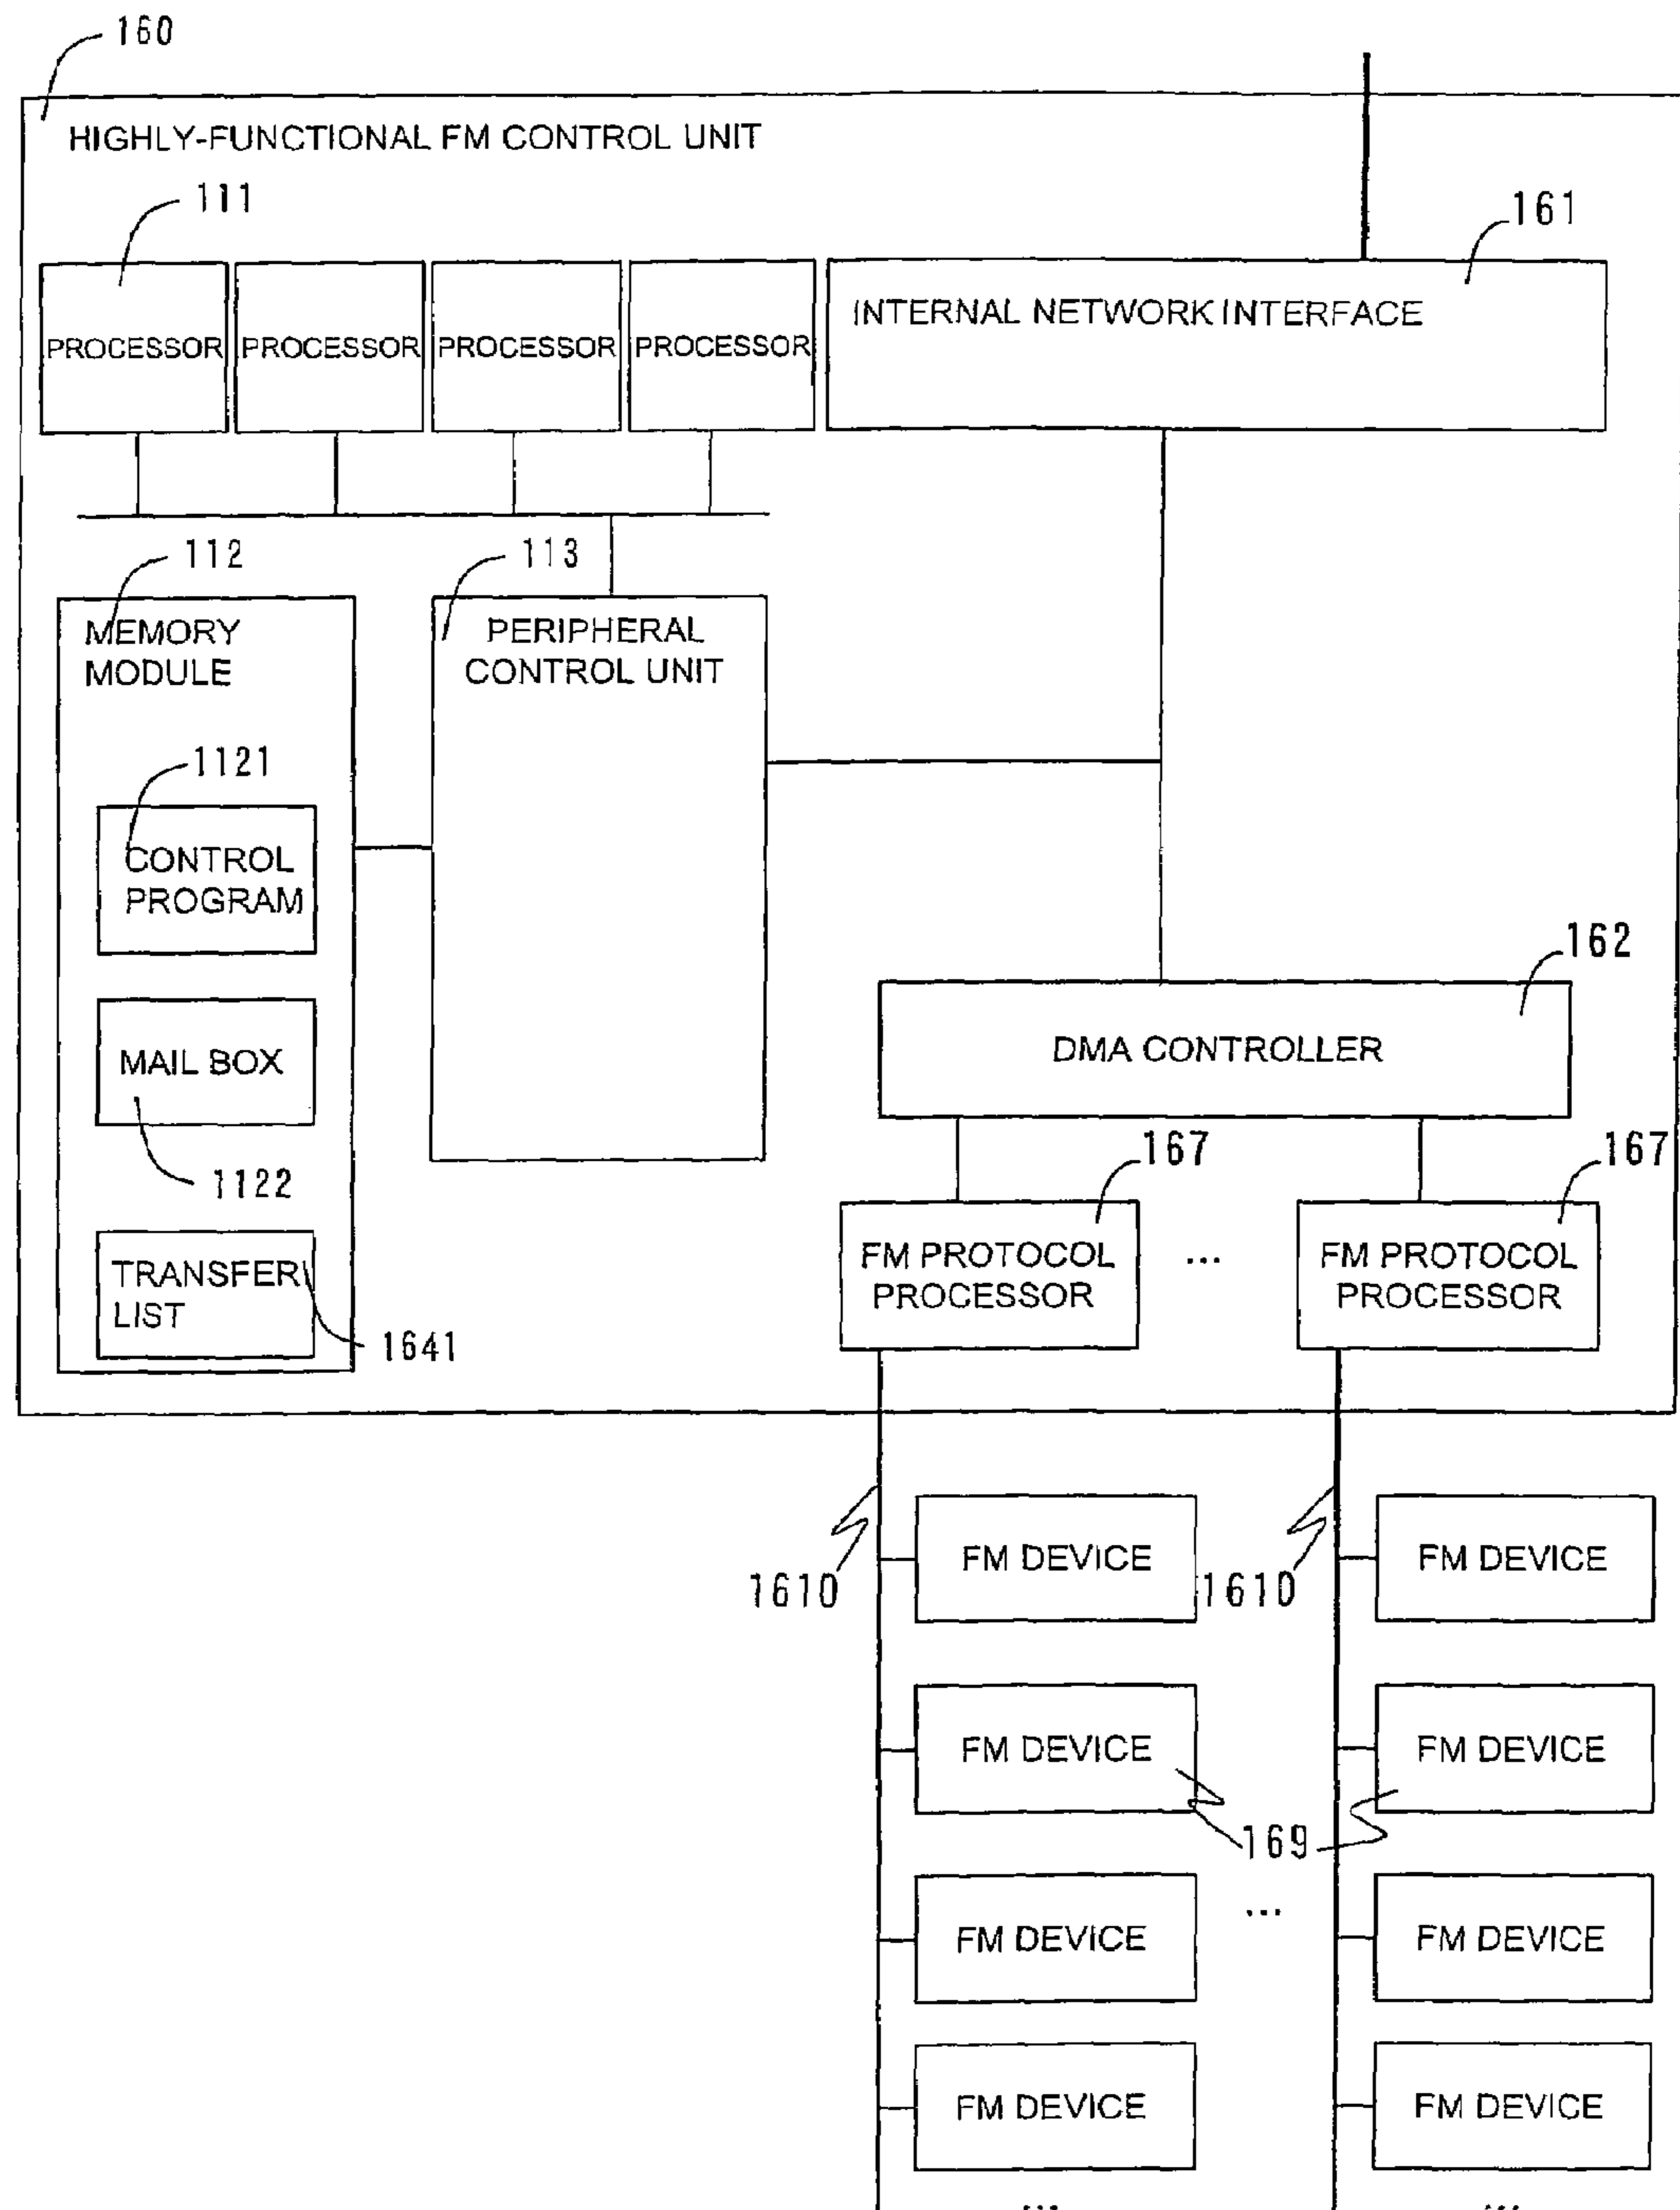 160
HIGHLY-FUNCTIONAL FM CONTROL UNIT
111
161
PROCESSOR PROCESSOR PROCESSOR PROCESSOR
INTERNAL NETWORK INTERFACE
112
113
MEMORY
MODULE
PERIPHERAL
CONTROL UNIT
1121
CONTROL
PROGRAM
162
MAIL BOX
DMA CONTROLLER
1122
167
167
TRANSFER
LIST
1641
FM PROTOCOL
PROCESSOR
...
FM PROTOCOL
PROCESSOR
1610
FM DEVICE
1610
FM DEVICE
FM DEVICE
FM DEVICE
169
FM DEVICE
...
FM DEVICE
FM DEVICE
FM DEVICE
...
...